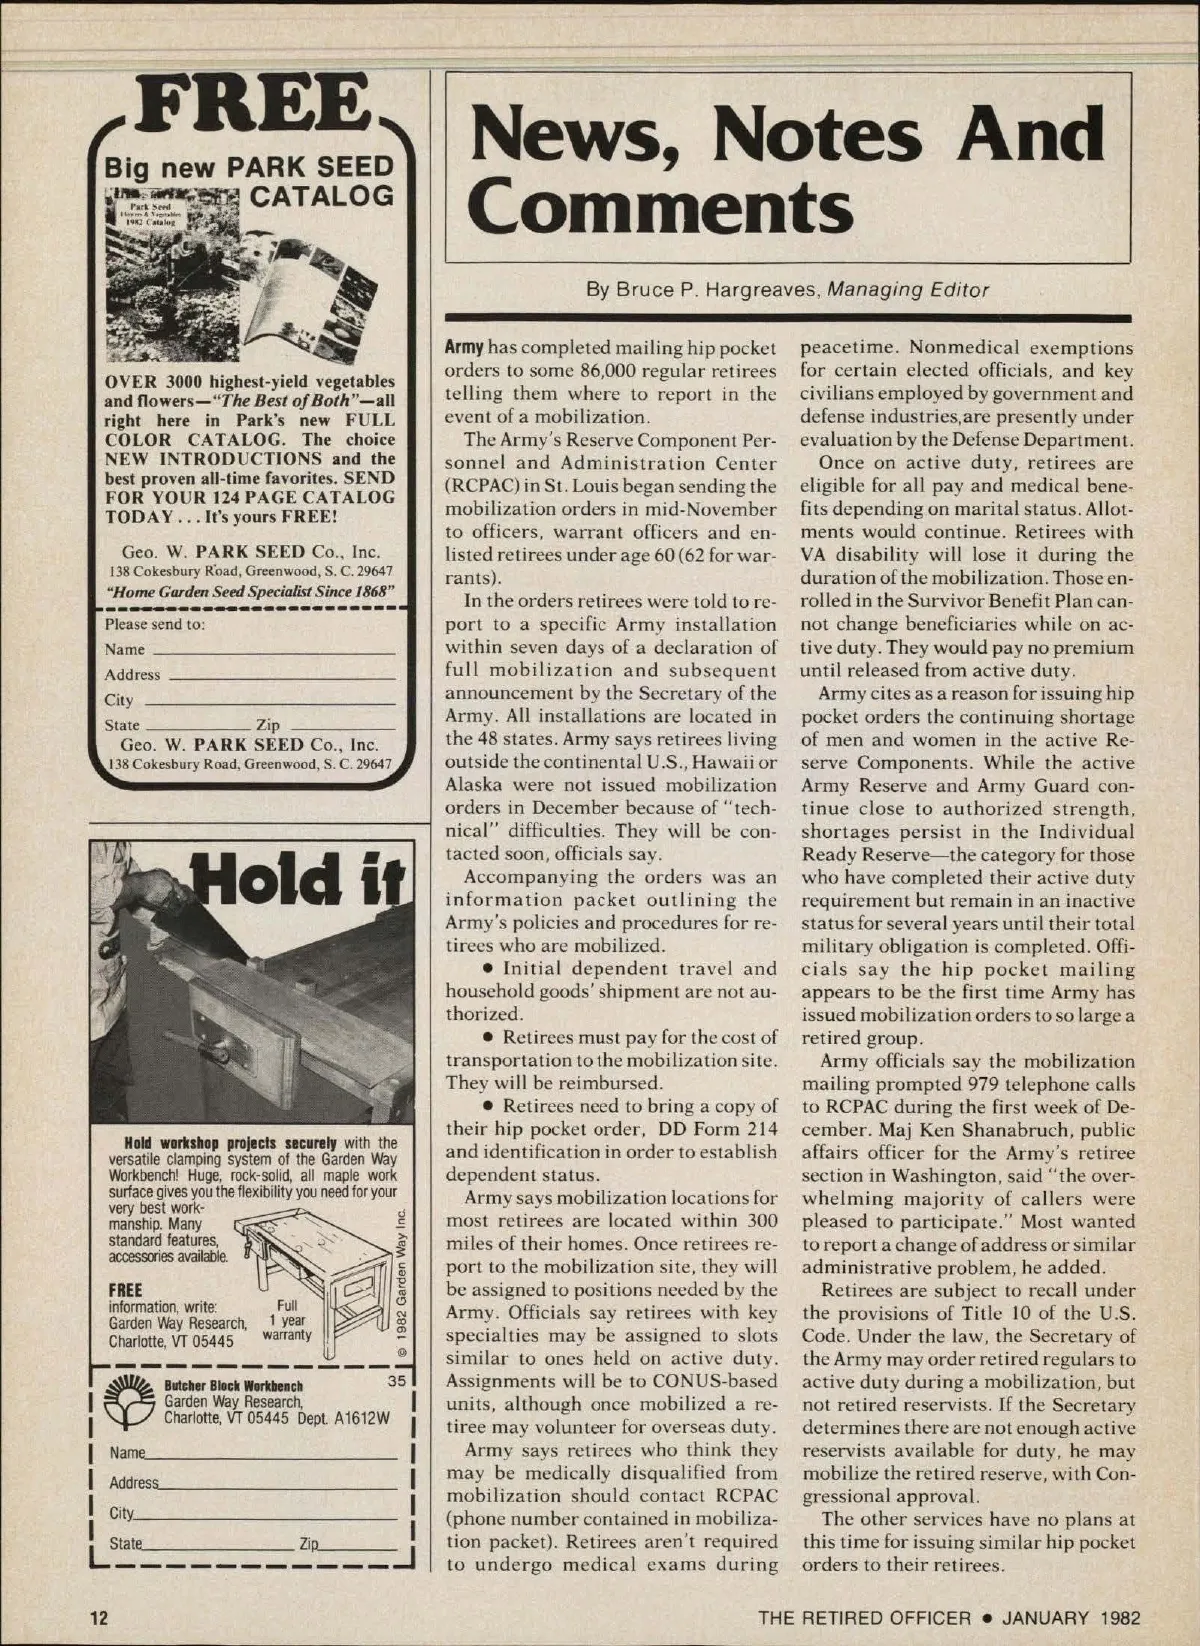 FREE
Big new PARK SEED
CATALOG
Park Seed
Flowers & Vegetables
1982 Catalog
OVER 3000 highest-yield vegetables
and flowers—“The Best of Both”—all
right here in Park's new FULL
COLOR CATALOG. The choice
NEW INTRODUCTIONS and the
best proven all-time favorites. SEND
FOR YOUR 124 PAGE CATALOG
TODAY . . . It's yours FREE!
Geo. W. PARK SEED Co., Inc.
138 Cokesbury Road, Greenwood, S. C. 29647
“Home Garden Seed Specialist Since 1868”
Please send to:
Name
Address
City
State Zip
Geo. W. PARK SEED Co., Inc.
138 Cokesbury Road, Greenwood, S. C. 29647
Hold it
Hold workshop projects securely with the
versatile clamping system of the Garden Way
Workbench! Huge, rock-solid, all maple work
surface gives you the flexibility you need for your
very best work-
manship. Many
standard features,
accessories available.
FREE
information, write:
Garden Way Research,
Charlotte, VT 05445
Full
1 year
warranty
© 1982 Garden Way Inc.
Butcher Block Workbench 35
Garden Way Research,
Charlotte, VT 05445 Dept. A1612W
Name
Address
City
State Zip
News, Notes And
Comments
By Bruce P. Hargreaves, Managing Editor
Army has completed mailing hip pocket
orders to some 86,000 regular retirees
telling them where to report in the
event of a mobilization.
The Army's Reserve Component Per-
sonnel and Administration Center
(RCPAC) in St. Louis began sending the
mobilization orders in mid-November
to officers, warrant officers and en-
listed retirees under age 60 (62 for war-
rants).
In the orders retirees were told to re-
port to a specific Army installation
within seven days of a declaration of
full mobilization and subsequent
announcement by the Secretary of the
Army. All installations are located in
the 48 states. Army says retirees living
outside the continental U.S., Hawaii or
Alaska were not issued mobilization
orders in December because of “tech-
nical” difficulties. They will be con-
tacted soon, officials say.
Accompanying the orders was an
information packet outlining the
Army's policies and procedures for re-
tirees who are mobilized.
• Initial dependent travel and
household goods' shipment are not au-
thorized.
• Retirees must pay for the cost of
transportation to the mobilization site.
They will be reimbursed.
• Retirees need to bring a copy of
their hip pocket order, DD Form 214
and identification in order to establish
dependent status.
Army says mobilization locations for
most retirees are located within 300
miles of their homes. Once retirees re-
port to the mobilization site, they will
be assigned to positions needed by the
Army. Officials say retirees with key
specialties may be assigned to slots
similar to ones held on active duty.
Assignments will be to CONUS-based
units, although once mobilized a re-
tiree may volunteer for overseas duty.
Army says retirees who think they
may be medically disqualified from
mobilization should contact RCPAC
(phone number contained in mobiliza-
tion packet). Retirees aren't required
to undergo medical exams during
peacetime. Nonmedical exemptions
for certain elected officials, and key
civilians employed by government and
defense industries,are presently under
evaluation by the Defense Department.
Once on active duty, retirees are
eligible for all pay and medical bene-
fits depending on marital status. Allot-
ments would continue. Retirees with
VA disability will lose it during the
duration of the mobilization. Those en-
rolled in the Survivor Benefit Plan can-
not change beneficiaries while on ac-
tive duty. They would pay no premium
until released from active duty.
Army cites as a reason for issuing hip
pocket orders the continuing shortage
of men and women in the active Re-
serve Components. While the active
Army Reserve and Army Guard con-
tinue close to authorized strength,
shortages persist in the Individual
Ready Reserve—the category for those
who have completed their active duty
requirement but remain in an inactive
status for several years until their total
military obligation is completed. Offi-
cials say the hip pocket mailing
appears to be the first time Army has
issued mobilization orders to so large a
retired group.
Army officials say the mobilization
mailing prompted 979 telephone calls
to RCPAC during the first week of De-
cember. Maj Ken Shanabruch, public
affairs officer for the Army's retiree
section in Washington, said “the over-
whelming majority of callers were
pleased to participate.” Most wanted
to report a change of address or similar
administrative problem, he added.
Retirees are subject to recall under
the provisions of Title 10 of the U.S.
Code. Under the law, the Secretary of
the Army may order retired regulars to
active duty during a mobilization, but
not retired reservists. If the Secretary
determines there are not enough active
reservists available for duty, he may
mobilize the retired reserve, with Con-
gressional approval.
The other services have no plans at
this time for issuing similar hip pocket
orders to their retirees.
12
THE RETIRED OFFICER • JANUARY 1982